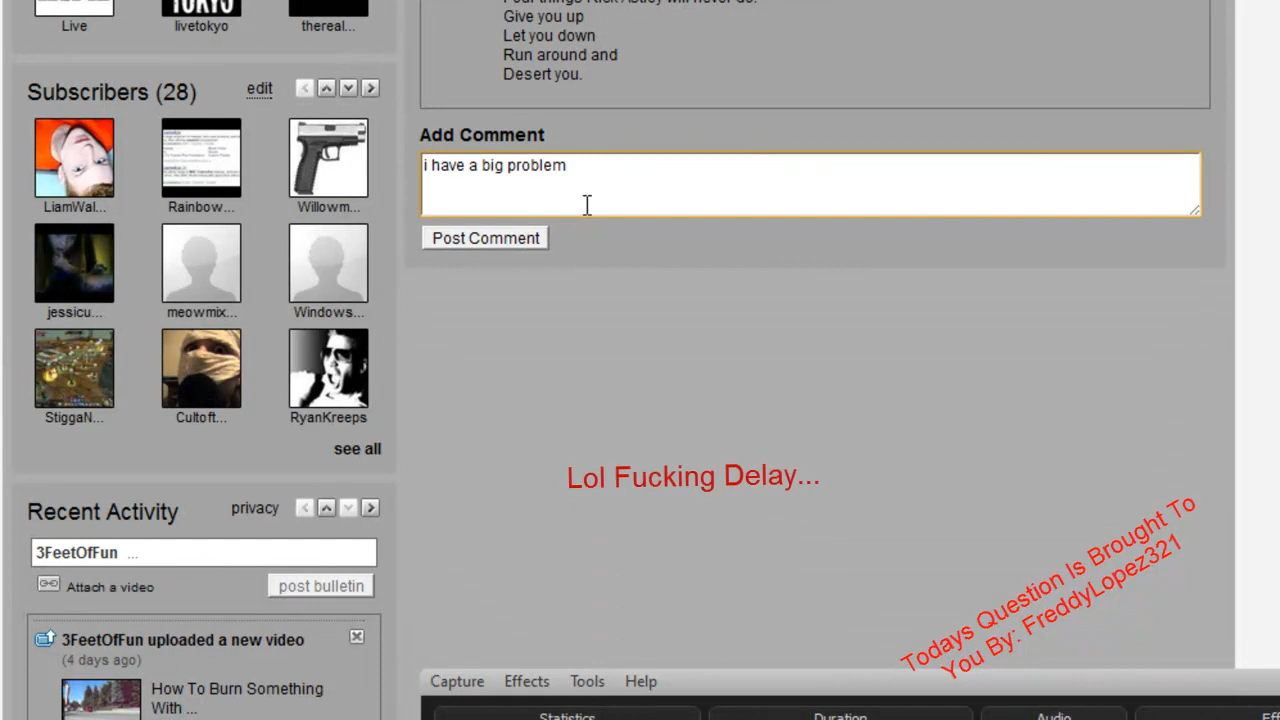 Live
livetokyo
thereal...
Give you up
Let you down
Run around and
Desert you.
Subscribers (28)
edit
LiamWal...
Rainbow...
Willowm...
jessicu...
meowmix...
Windows...
StiggaN...
Cultoft...
RyanKreeps
see all
Add Comment
i have a big problem
Post Comment
Lol Fucking Delay...
Todays Question Is Brought To
You By: FreddyLopez321
Recent Activity
privacy
3FeetOfFun ...
Attach a video
post bulletin
3FeetOfFun uploaded a new video
(4 days ago)
How To Burn Something
With ...
Capture
Effects
Tools
Help
Statistics
Duration
Audio